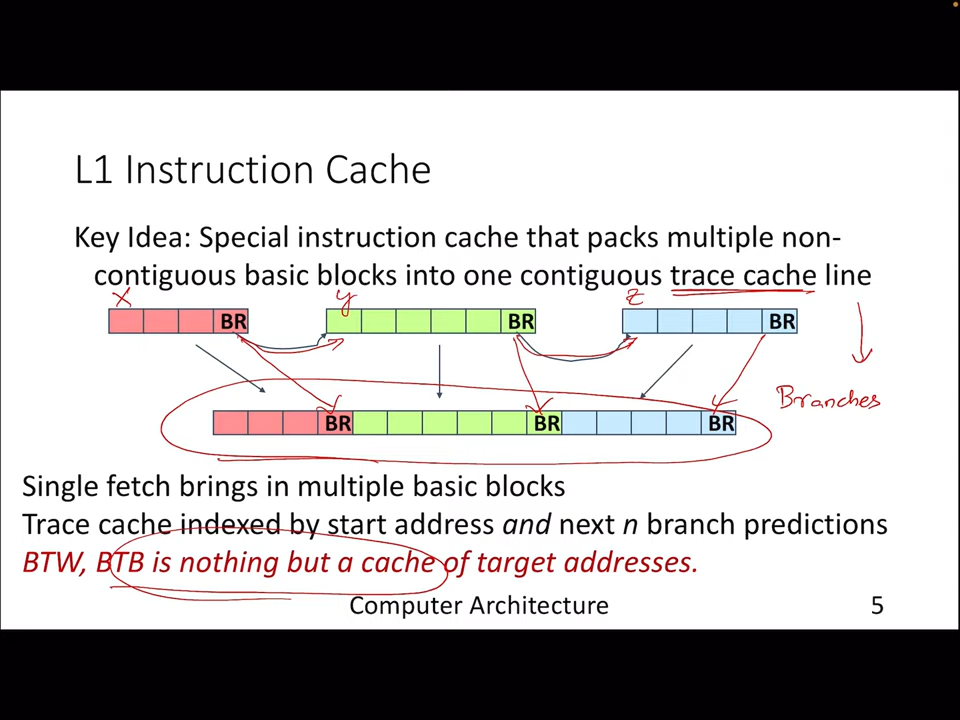 L1 Instruction Cache
Key Idea: Special instruction cache that packs multiple non-
contiguous basic blocks into one contiguous trace cache line
X y z
BR BR BR
Branches
BR BR BR
Single fetch brings in multiple basic blocks
Trace cache indexed by start address and next n branch predictions
BTW, BTB is nothing but a cache of target addresses.
Computer Architecture 5